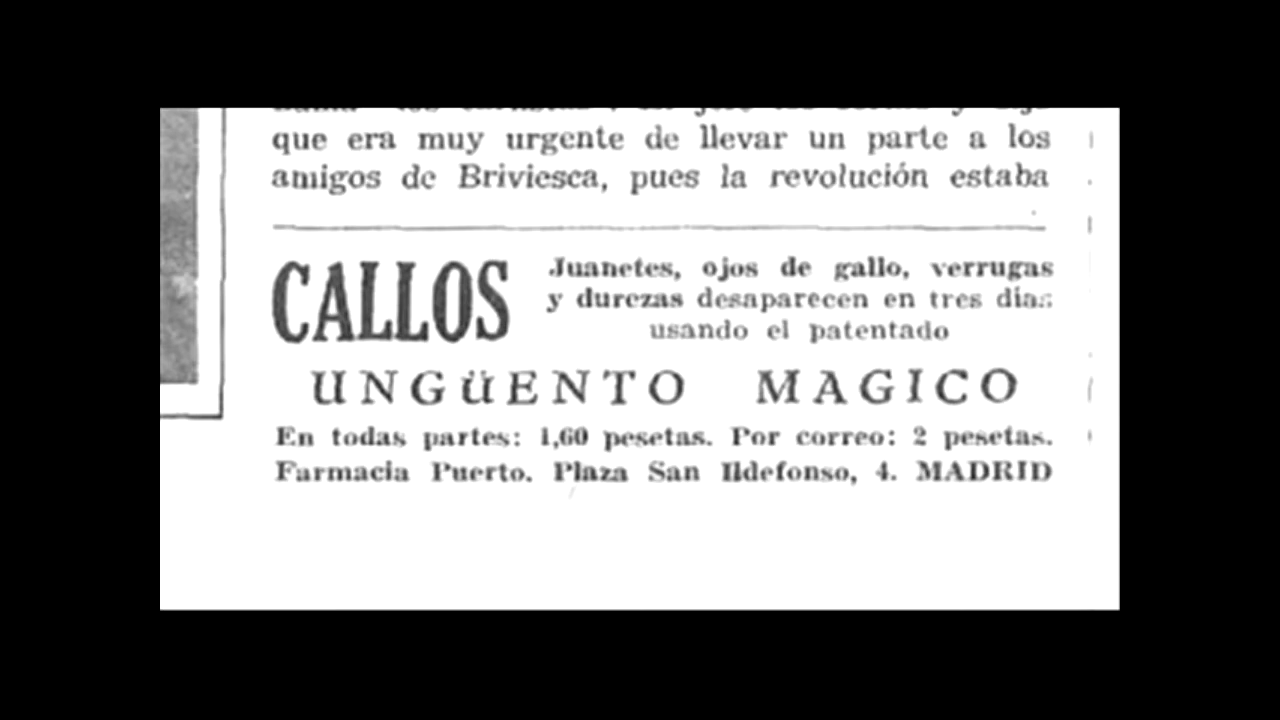 que era muy urgente de llevar un parte a los
amigos de Briviesca, pues la revolución estaba
CALLOS
Juanetes, ojos de gallo, verrugas
y durezas desaparecen en tres días
usando el patentado
UNGÜENTO MAGICO
En todas partes: 1,60 pesetas. Por correo: 2 pesetas.
Farmacia Puerto. Plaza San Ildefonso, 4. MADRID